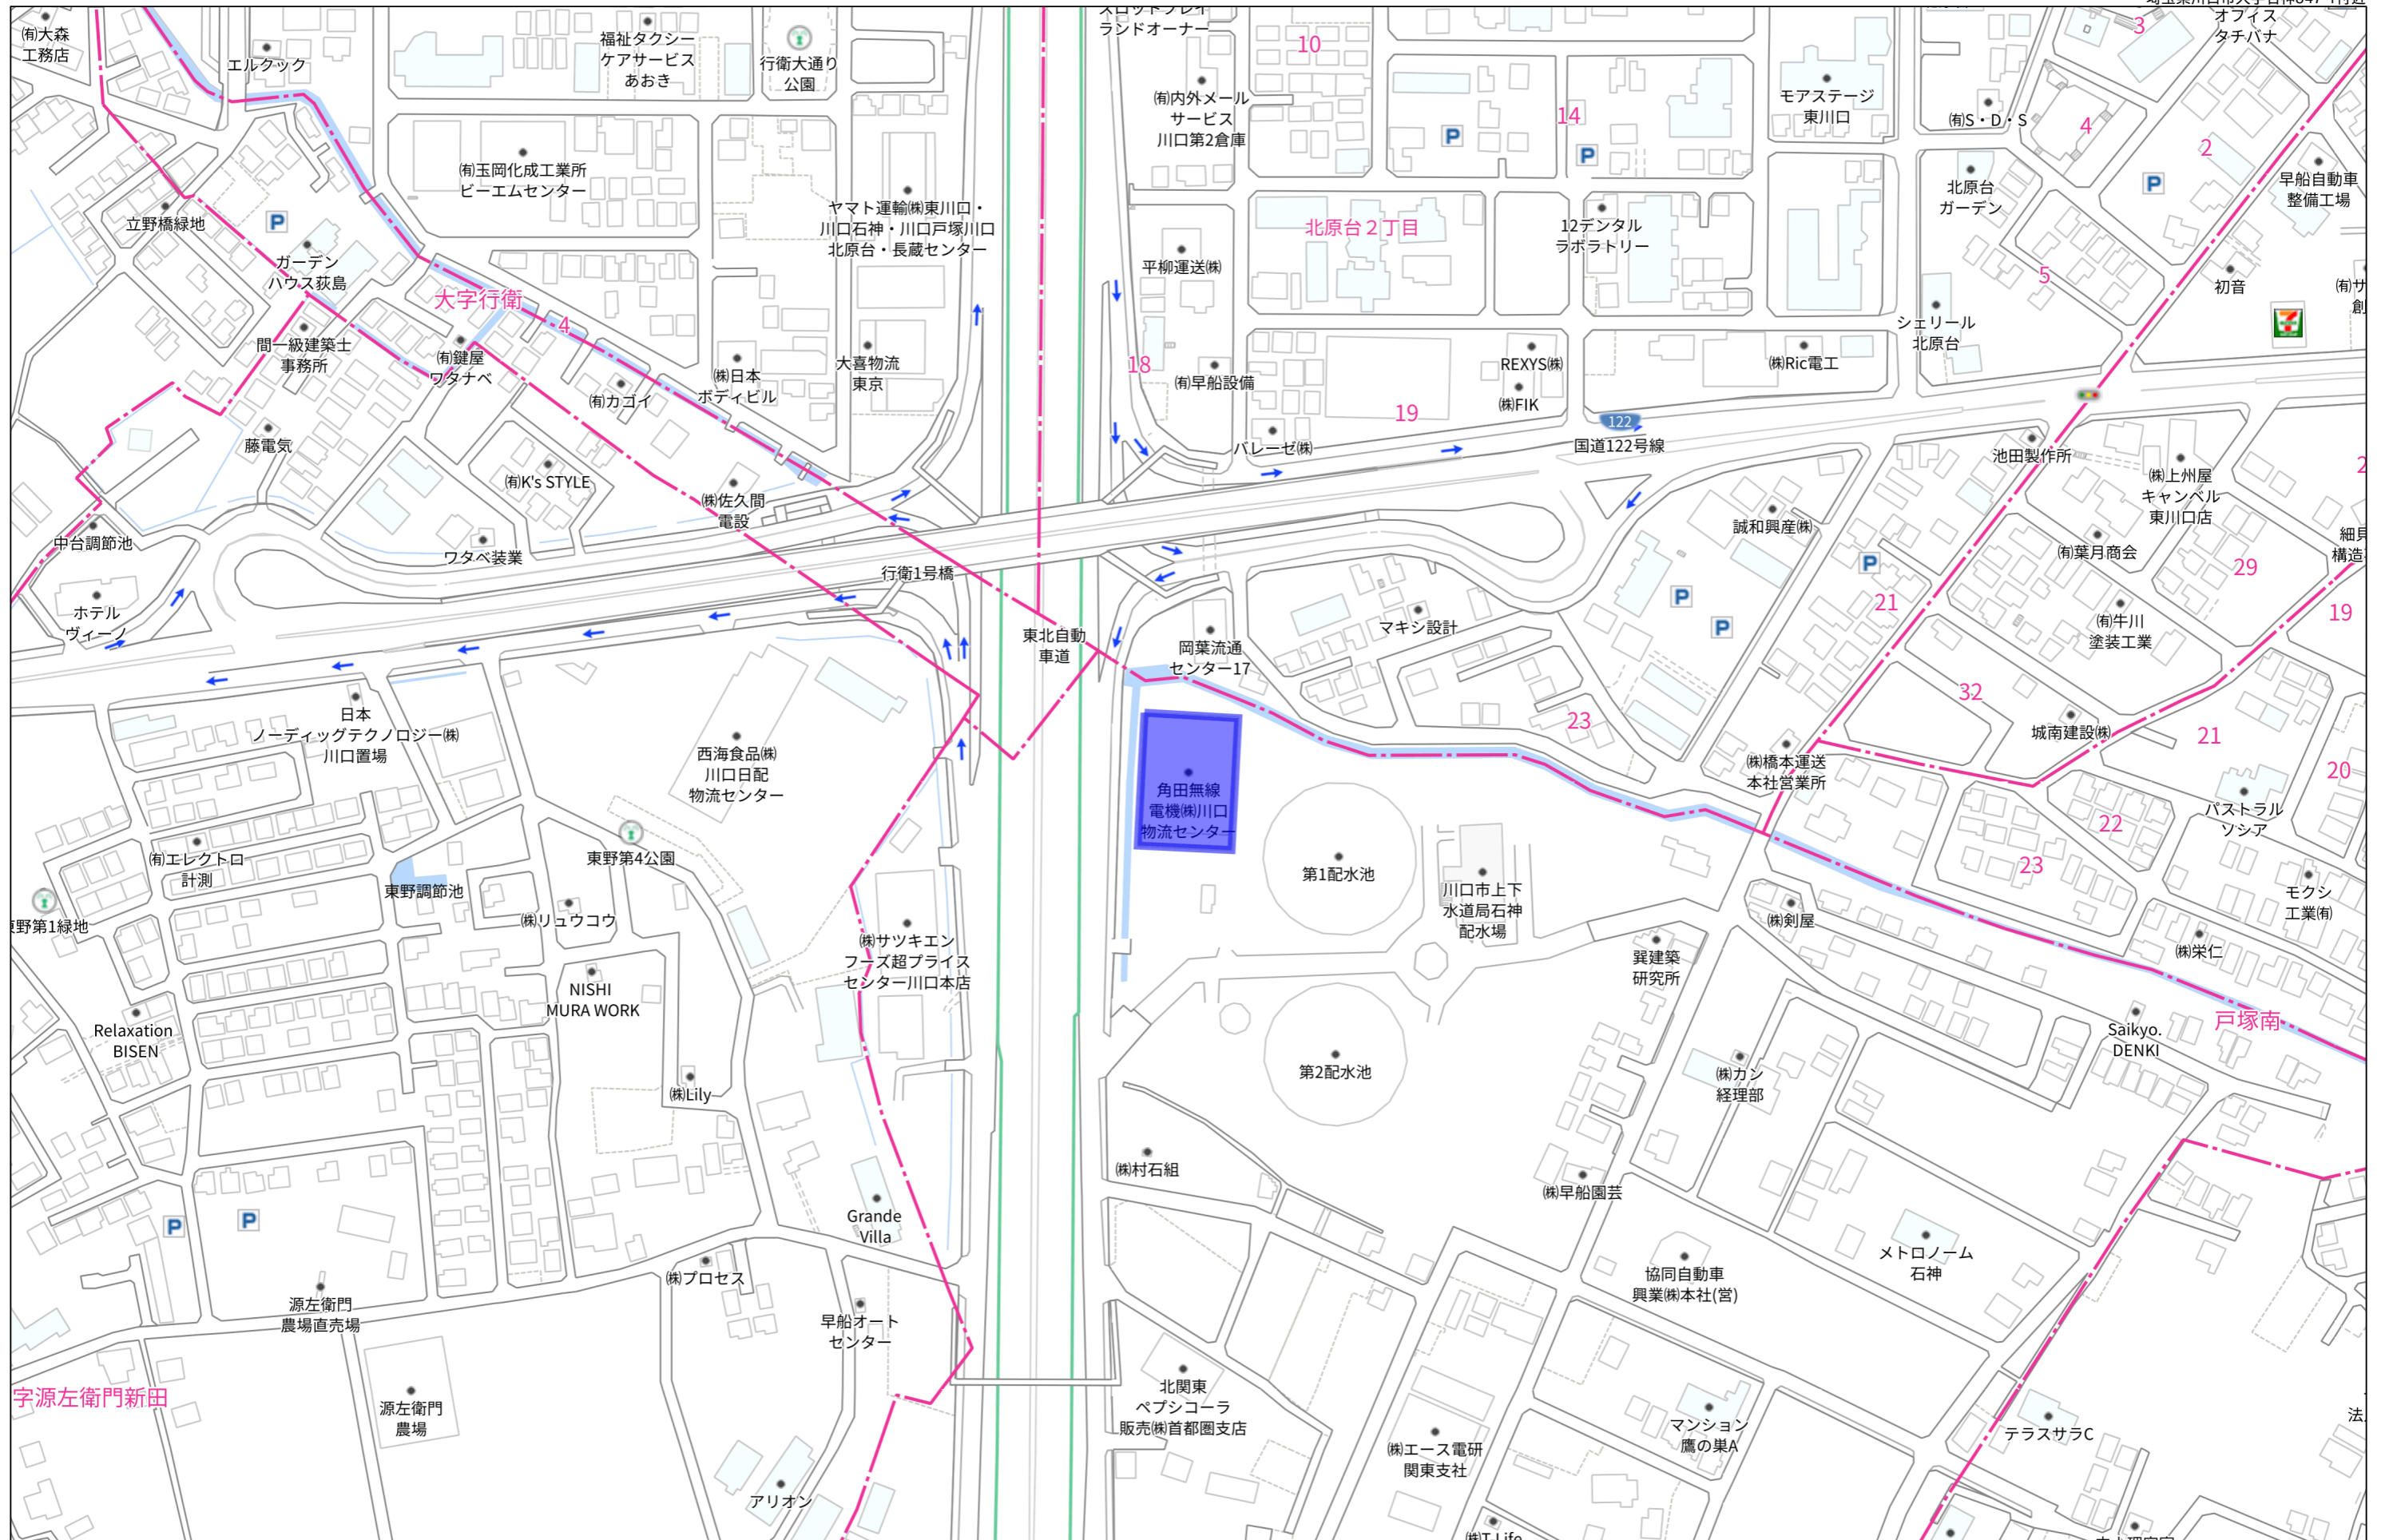 ㈲大森
工務店
エルクック
福祉タクシー
ケアサービス
あおき
行衛大通り
公園
ランドオーナー
10
14
㈲内外メール
サービス
川口第2倉庫
モアステージ
東川口
㈲S・D・S
3
オフィス
タチバナ
4
2
早船自動車
整備工場
㈲玉岡化成工業所
ビーエムセンター
立野橋緑地
P
ガーデン
ハウス荻島
ヤマト運輸㈱東川口・
川口石神・川口戸塚川口
北原台・長蔵センター
平柳運送㈱
北原台2丁目
12デンタル
ラボラトリー
P
P
北原台
ガーデン
P
5
初音
シェリール
北原台
大字行衛
4
間一級建築士
事務所
㈲鍵屋
ワタナベ
㈲カゴイ
㈱日本
ボディビル
大喜物流
東京
18
㈲早船設備
19
REXYS㈱
㈱FIK
㈱Ric電工
バレーゼ㈱
122
国道122号線
藤電気
㈲K's STYLE
㈱佐久間
電設
ワタベ装業
中台調節池
ホテル
ヴィーノ
行衛1号橋
東北自動
車道
岡葉流通
センター17
マキシ設計
誠和興産㈱
P
P
P
池田製作所
㈱上州屋
キャンベル
東川口店
㈲葉月商会
29
19
21
㈲牛川
塗装工業
32
城南建設㈱
21
20
23
㈱橋本運送
本社営業所
パストラル
ソシア
22
23
日本
ノーディッグテクノロジー㈱
川口置場
西海食品㈱
川口日配
物流センター
角田無線
電機㈱川口
物流センター
第1配水池
川口市上下
水道局石神
配水場
㈲エレクトロ
計測
東野第4公園
東野調節池
㈱リュウコウ
野第1緑地
㈱サツキエン
フーズ超プライス
センター川口本店
㈱剣屋
巽建築
研究所
モクシ
工業㈲
㈱栄仁
NISHI
MURA WORK
Relaxation
BISEN
㈱Lily
第2配水池
㈱カン
経理部
Saikyo.
DENKI
戸塚南
㈱村石組
㈱早船園芸
Grande
Villa
P
P
㈱プロセス
源左衛門
農場直売場
早船オート
センター
協同自動車
興業㈱本社(営)
メトロノーム
石神
字源左衛門新田
源左衛門
農場
北関東
ペプシコーラ
販売㈱首都圏支店
㈱エース電研
関東支社
マンション
鷹の巣A
テラスサラC
アリオン